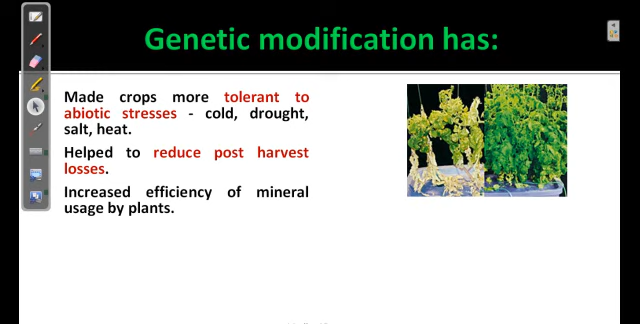 Genetic modification has:
Made crops more tolerant to
abiotic stresses - cold, drought,
salt, heat.
Helped to reduce post harvest
losses.
Increased efficiency of mineral
usage by plants.